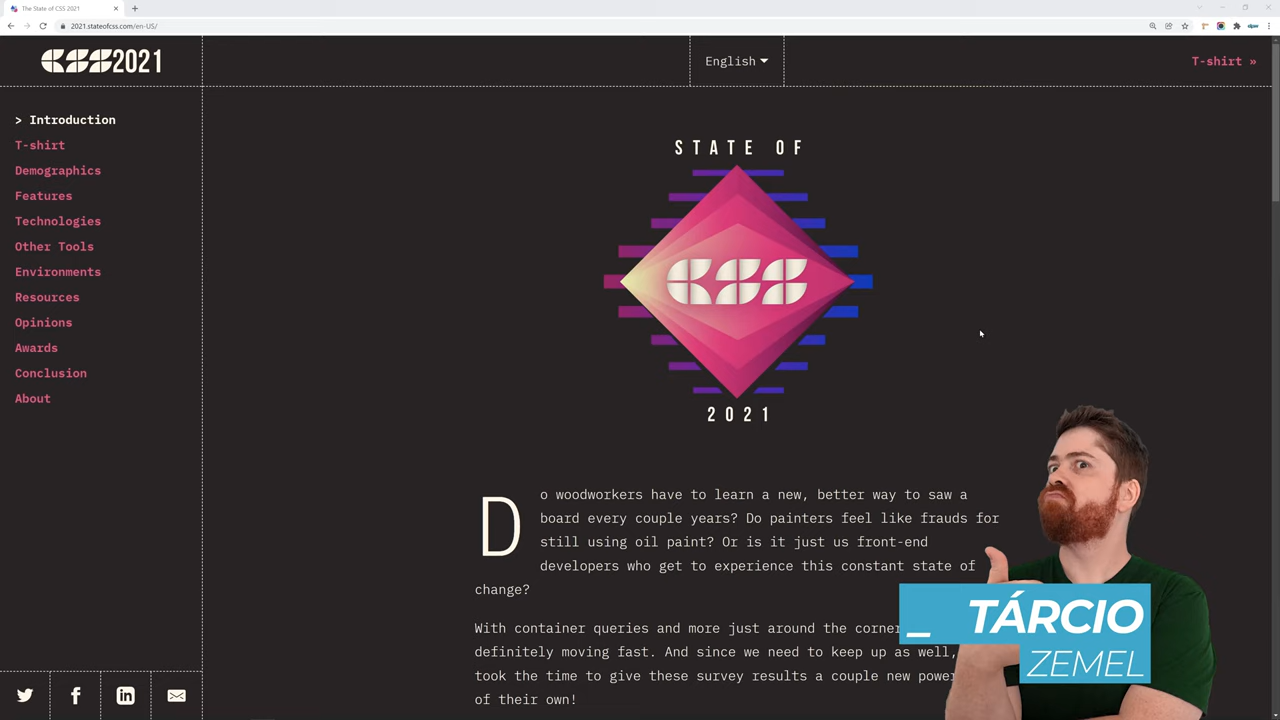 The State of CSS 2021
2021.stateofcss.com/en-US/
CSS2021
English
T-shirt »
> Introduction
T-shirt
Demographics
Features
Technologies
Other Tools
Environments
Resources
Opinions
Awards
Conclusion
About
STATE OF
CSS
2021
Do woodworkers have to learn a new, better way to saw a
board every couple years? Do painters feel like frauds for
still using oil paint? Or is it just us front-end
developers who get to experience this constant state of
change?
With container queries and more just around the corner
definitely moving fast. And since we need to keep up as well,
took the time to give these survey results a couple new
of their own!
_ TÁRCIO
ZEMEL